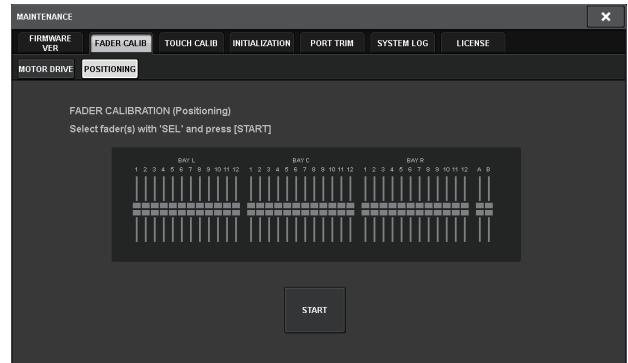 MAINTENANCE
FIRMWARE
VER
FADER CALIB
TOUCH CALIB
INITIALIZATION
PORT TRIM
SYSTEM LOG
LICENSE
MOTOR DRIVE
POSITIONING
FADER CALIBRATION (Positioning)
Select fader(s) with 'SEL' and press [START]
BAY L BAY C BAY R
1 2 3 4 5 6 7 8 9 10 11 12 1 2 3 4 5 6 7 8 9 10 11 12 1 2 3 4 5 6 7 8 9 10 11 12 A B
START